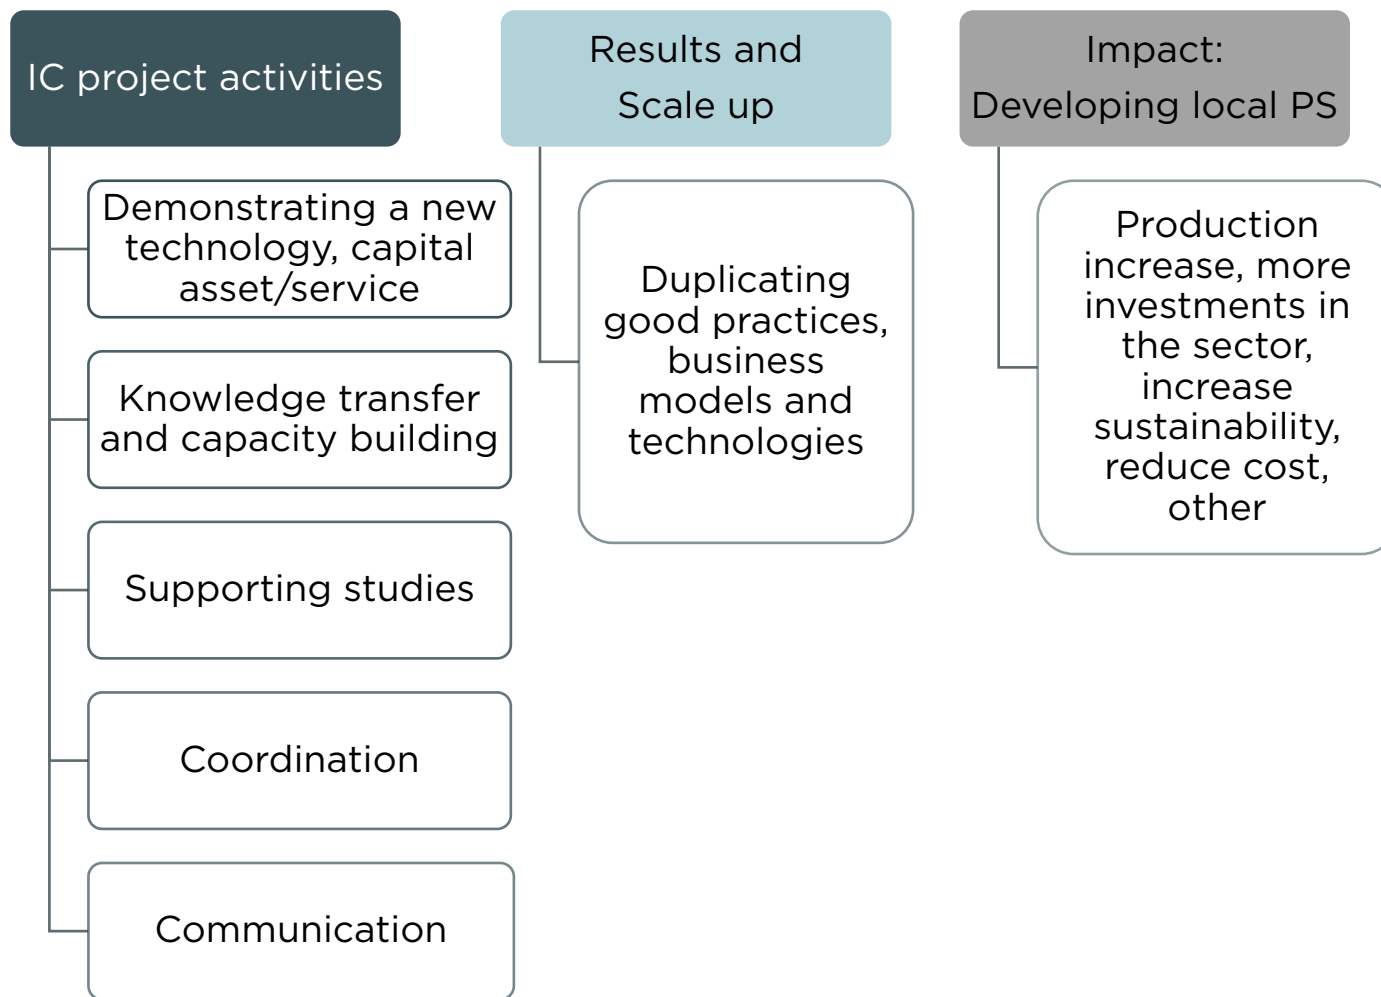 IC project activities
Demonstrating a new
technology, capital
asset/service
Knowledge transfer
and capacity building
Supporting studies
Coordination
Communication
Results and
Scale up
Duplicating
good practices,
business
models and
technologies
Impact:
Developing local PS
Production
increase, more
investments in
the sector,
increase
sustainability,
reduce cost,
other